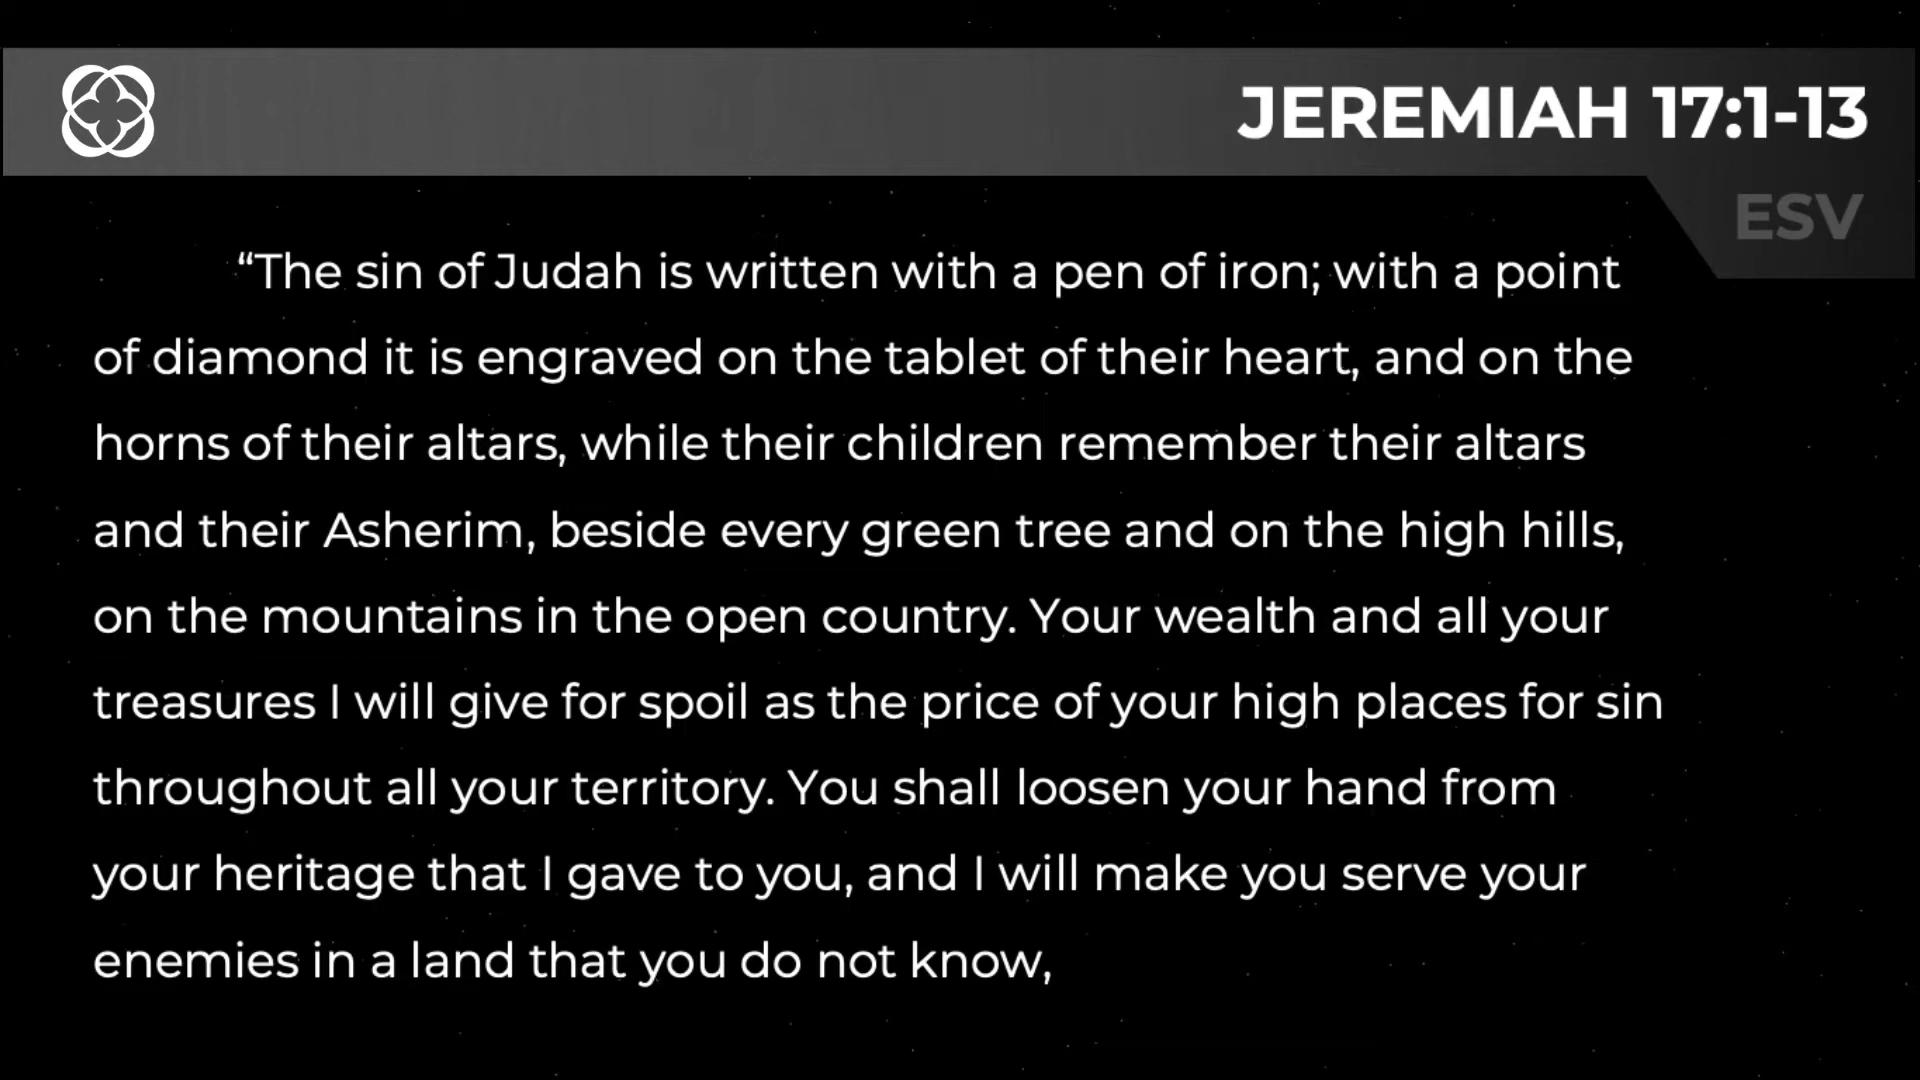 JEREMIAH 17:1-13
ESV
“The sin of Judah is written with a pen of iron; with a point
of diamond it is engraved on the tablet of their heart, and on the
horns of their altars, while their children remember their altars
and their Asherim, beside every green tree and on the high hills,
on the mountains in the open country. Your wealth and all your
treasures I will give for spoil as the price of your high places for sin
throughout all your territory. You shall loosen your hand from
your heritage that I gave to you, and I will make you serve your
enemies in a land that you do not know,